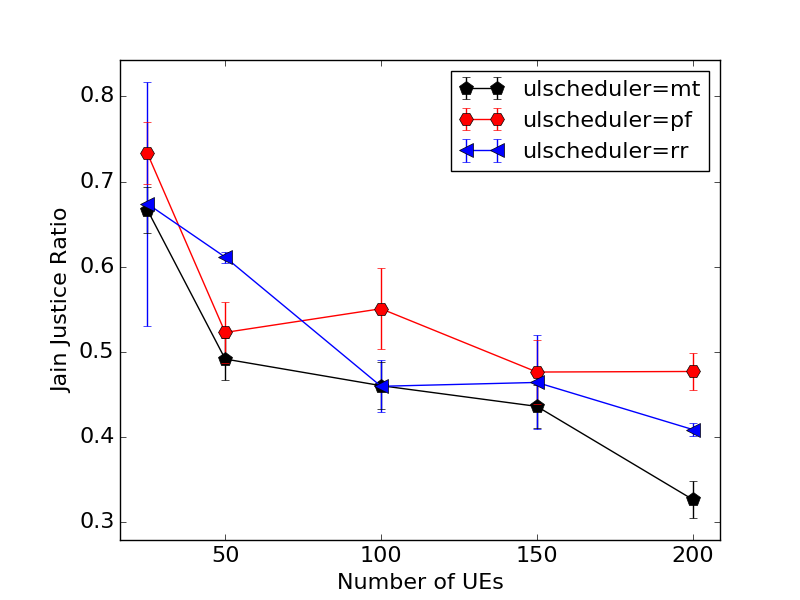 ulscheduler=mt
ulscheduler=pf
ulscheduler=rr
0.8
0.7
0.6
0.5
0.4
0.3
Jain Justice Ratio
50 100 150 200
Number of UEs